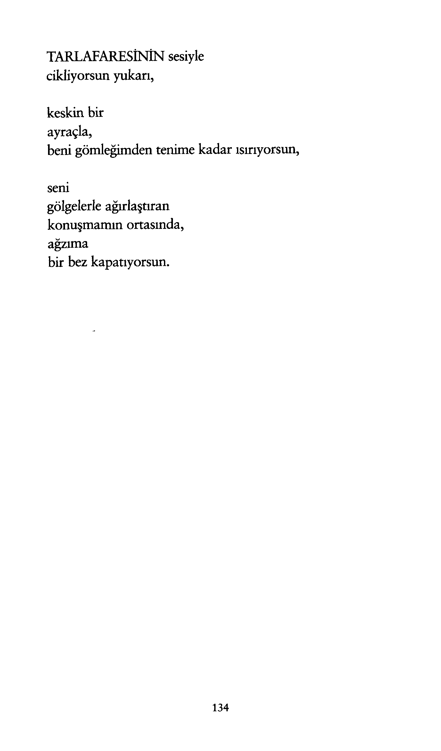 TARLAFARESİNİN sesiyle
cikliyorsun yukarı,
keskin bir
ayraçla,
beni gömleğimden tenime kadar ısırıyorsun,
seni
gölgelerle ağırlaştıran
konuşmamın ortasında,
ağzıma
bir bez kapatıyorsun.
134